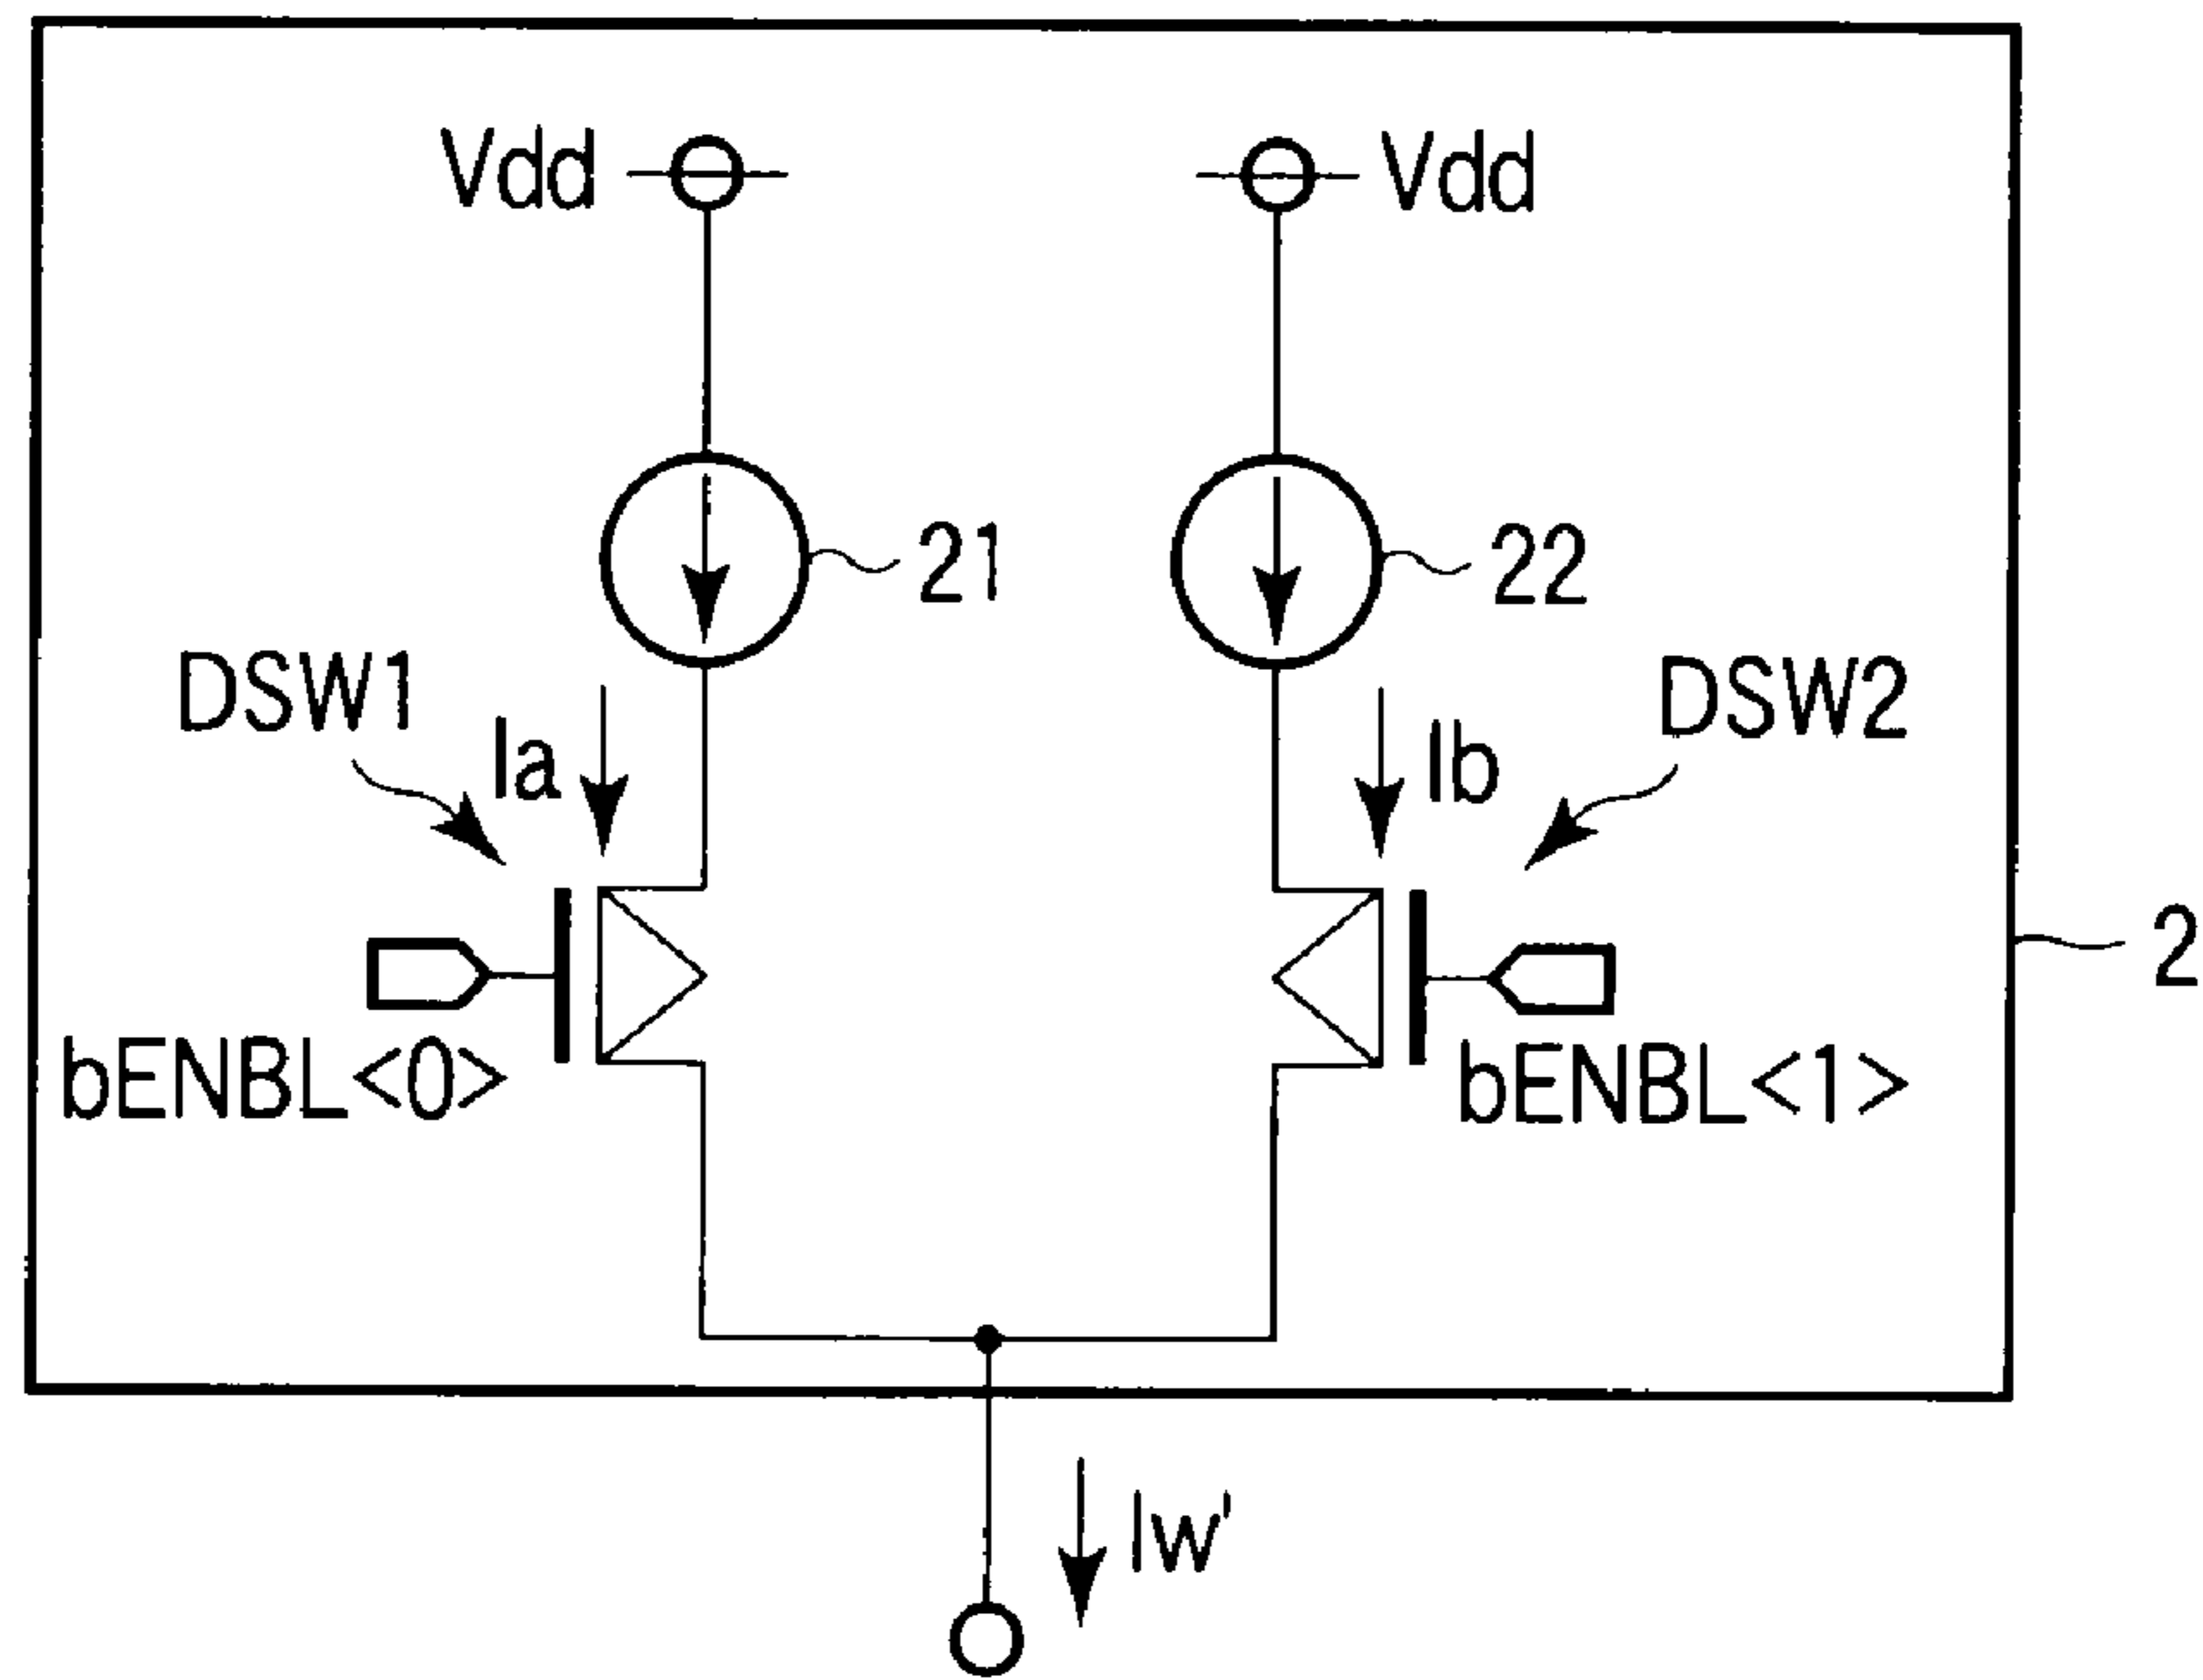 Vdd
Vdd
21
22
DSW1
Ia
Ib
DSW2
2
bENBL<0>
bENBL<1>
Iw'